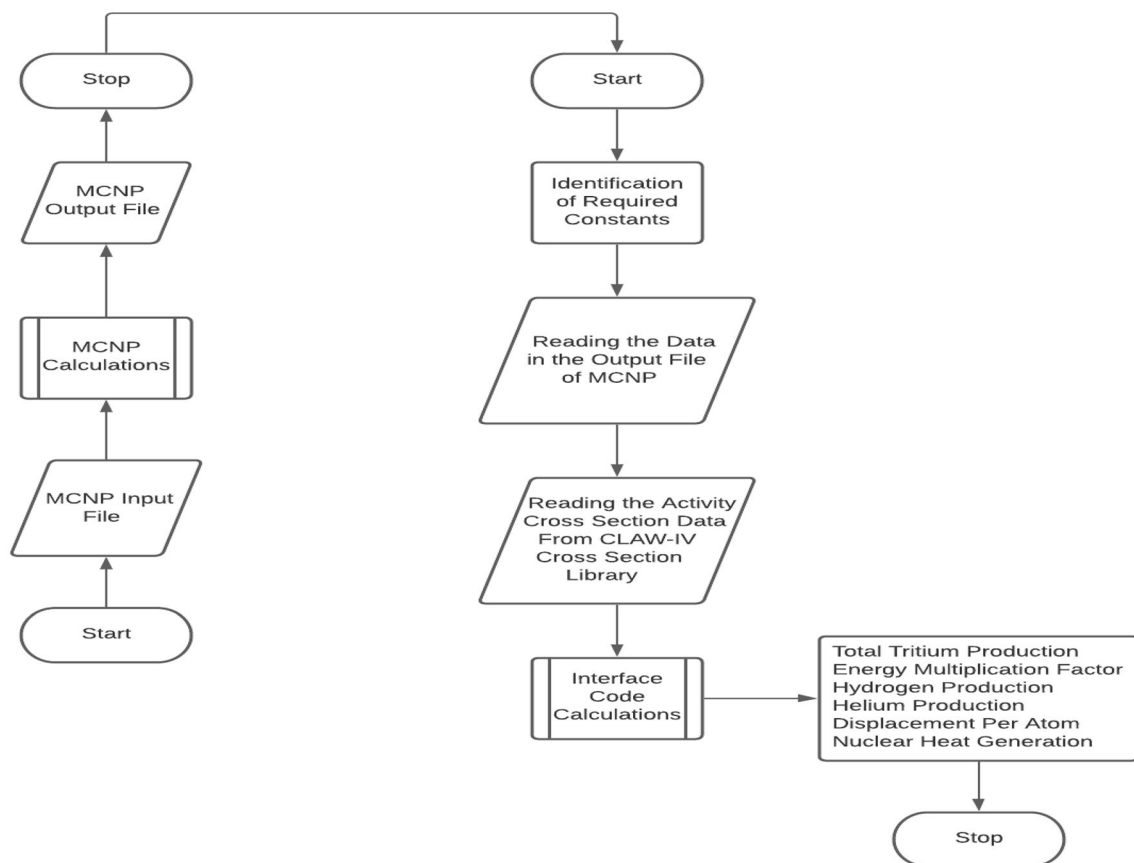 Stop
MCNP
Output File
MCNP
Calculations
MCNP Input
File
Start
Start
Identification
of Required
Constants
Reading the Data
in the Output File
of MCNP
Reading the Activity
Cross Section Data
From CLAW-IV
Cross Section
Library
Interface
Code
Calculations
Total Tritium Production
Energy Multiplication Factor
Hydrogen Production
Helium Production
Displacement Per Atom
Nuclear Heat Generation
Stop